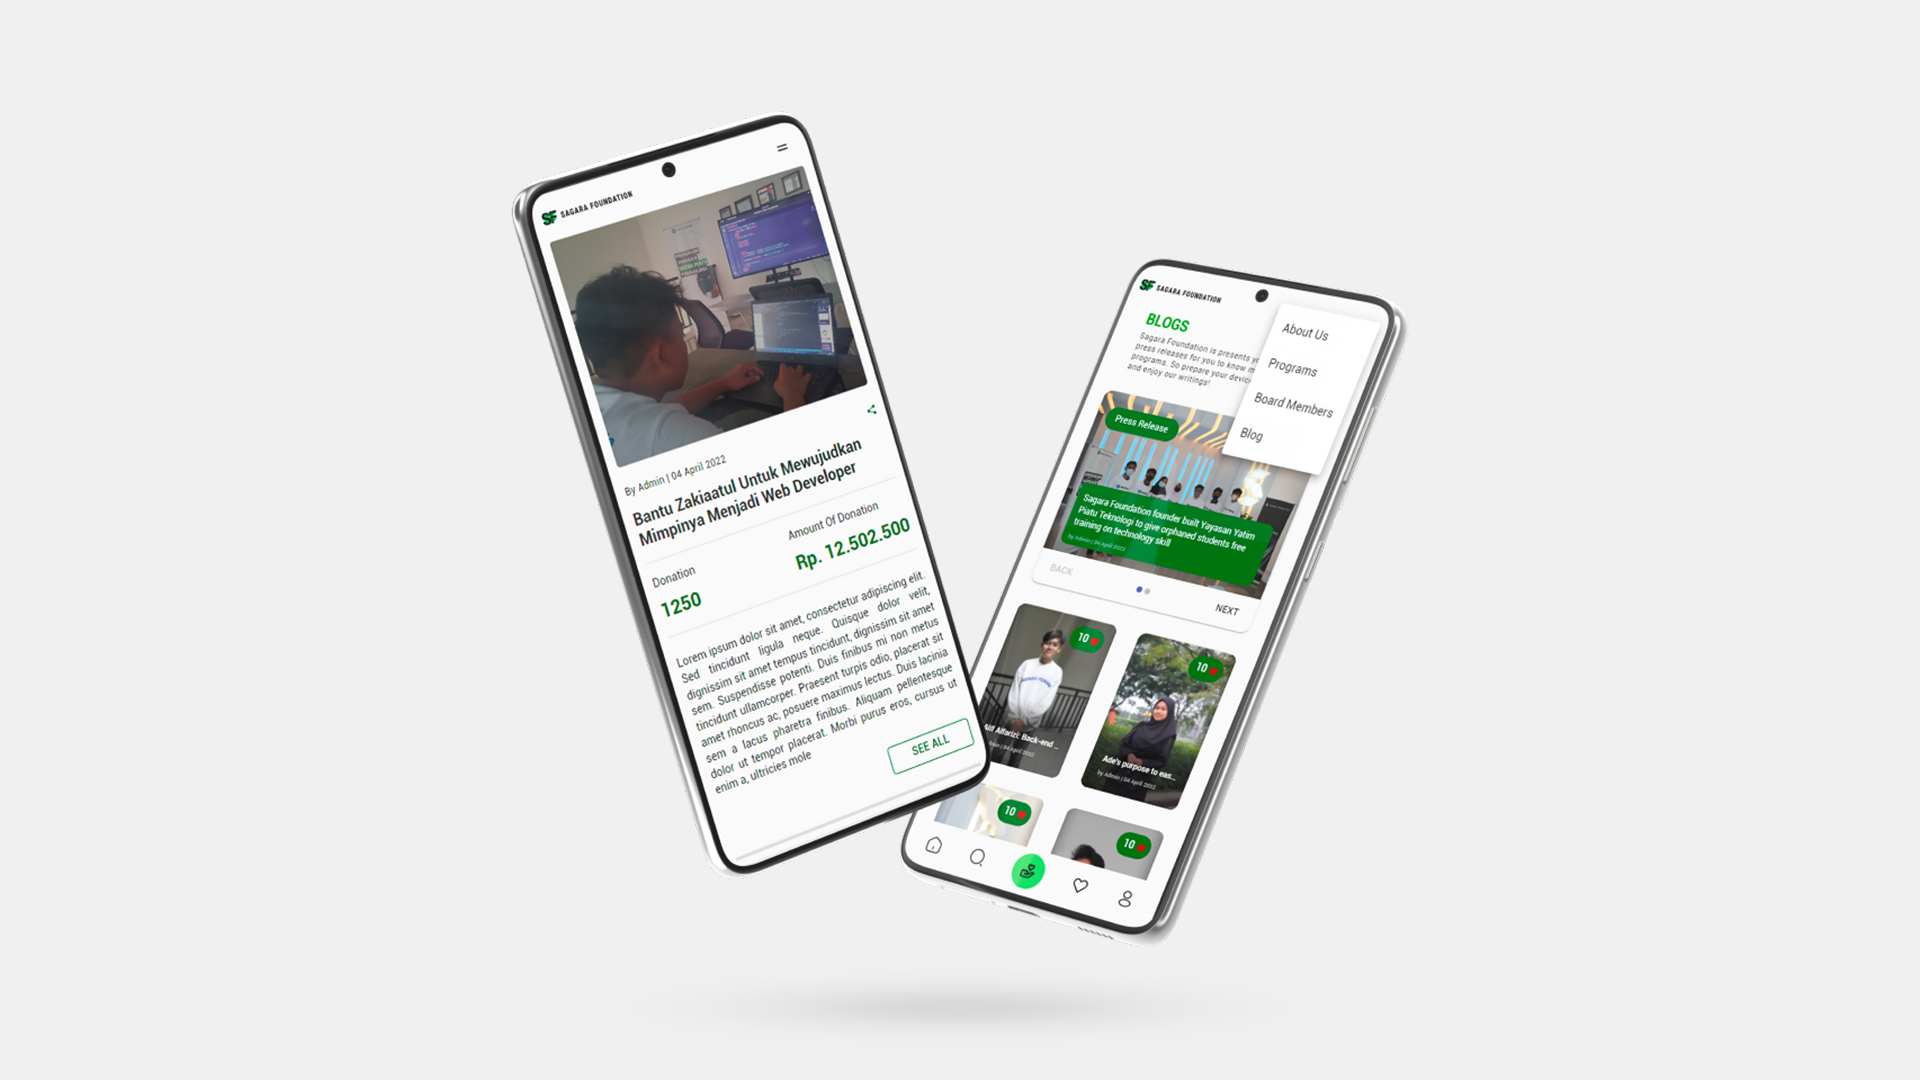 SF SAGARA FOUNDATION
By Admin | 04 April 2022
Bantu Zakiaatul Untuk Mewujudkan
Mimpinya Menjadi Web Developer
Donation
1250
Amount Of Donation
Rp. 12.502.500
Lorem ipsum dolor sit amet, consectetur adipiscing elit.
Sed tincidunt ligula neque. Quisque dolor velit,
dignissim sit amet tempus tincidunt, dignissim sit amet
sem. Suspendisse potenti. Duis finibus mi non metus
tincidunt ullamcorper. Praesent turpis odio, placerat sit
amet rhoncus ac, posuere maximus lectus. Duis lacinia
sem a lacus pharetra finibus. Aliquam pellentesque
dolor ut tempor placerat. Morbi purus eros, cursus ut
enim a, ultricies mole
SEE ALL
SF SAGARA FOUNDATION
BLOGS
Sagara Foundation is presents
press releases for you to know
programs. So prepare your
and enjoy our writings!
About Us
Programs
Board Members
Blog
Press Release
Sagara Foundation founder built Yayasan Yatim
Piatu Teknologi to give orphaned students free
training on technology skill
by Admin | 04 April 2022
BACK
NEXT
10
Alif Alfarizi: Back-end ...
Admin | 04 April 2022
10
Ade's purpose to eas...
by Admin | 04 April 2022
10
10